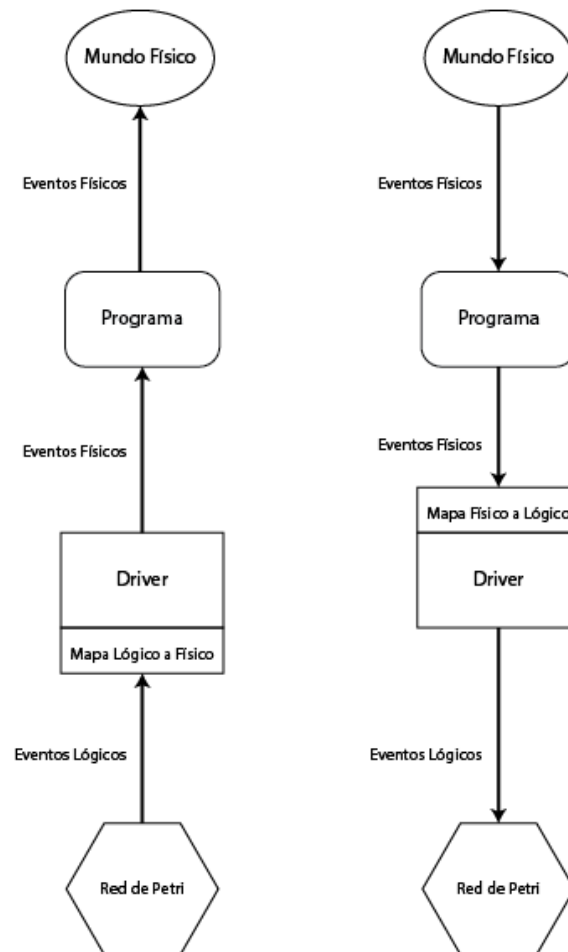 Mundo Físico
Eventos Físicos
Programa
Eventos Físicos
Driver
Mapa Lógico a Físico
Eventos Lógicos
Red de Petri
Mundo Físico
Eventos Físicos
Programa
Eventos Físicos
Mapa Físico a Lógico
Driver
Eventos Lógicos
Red de Petri